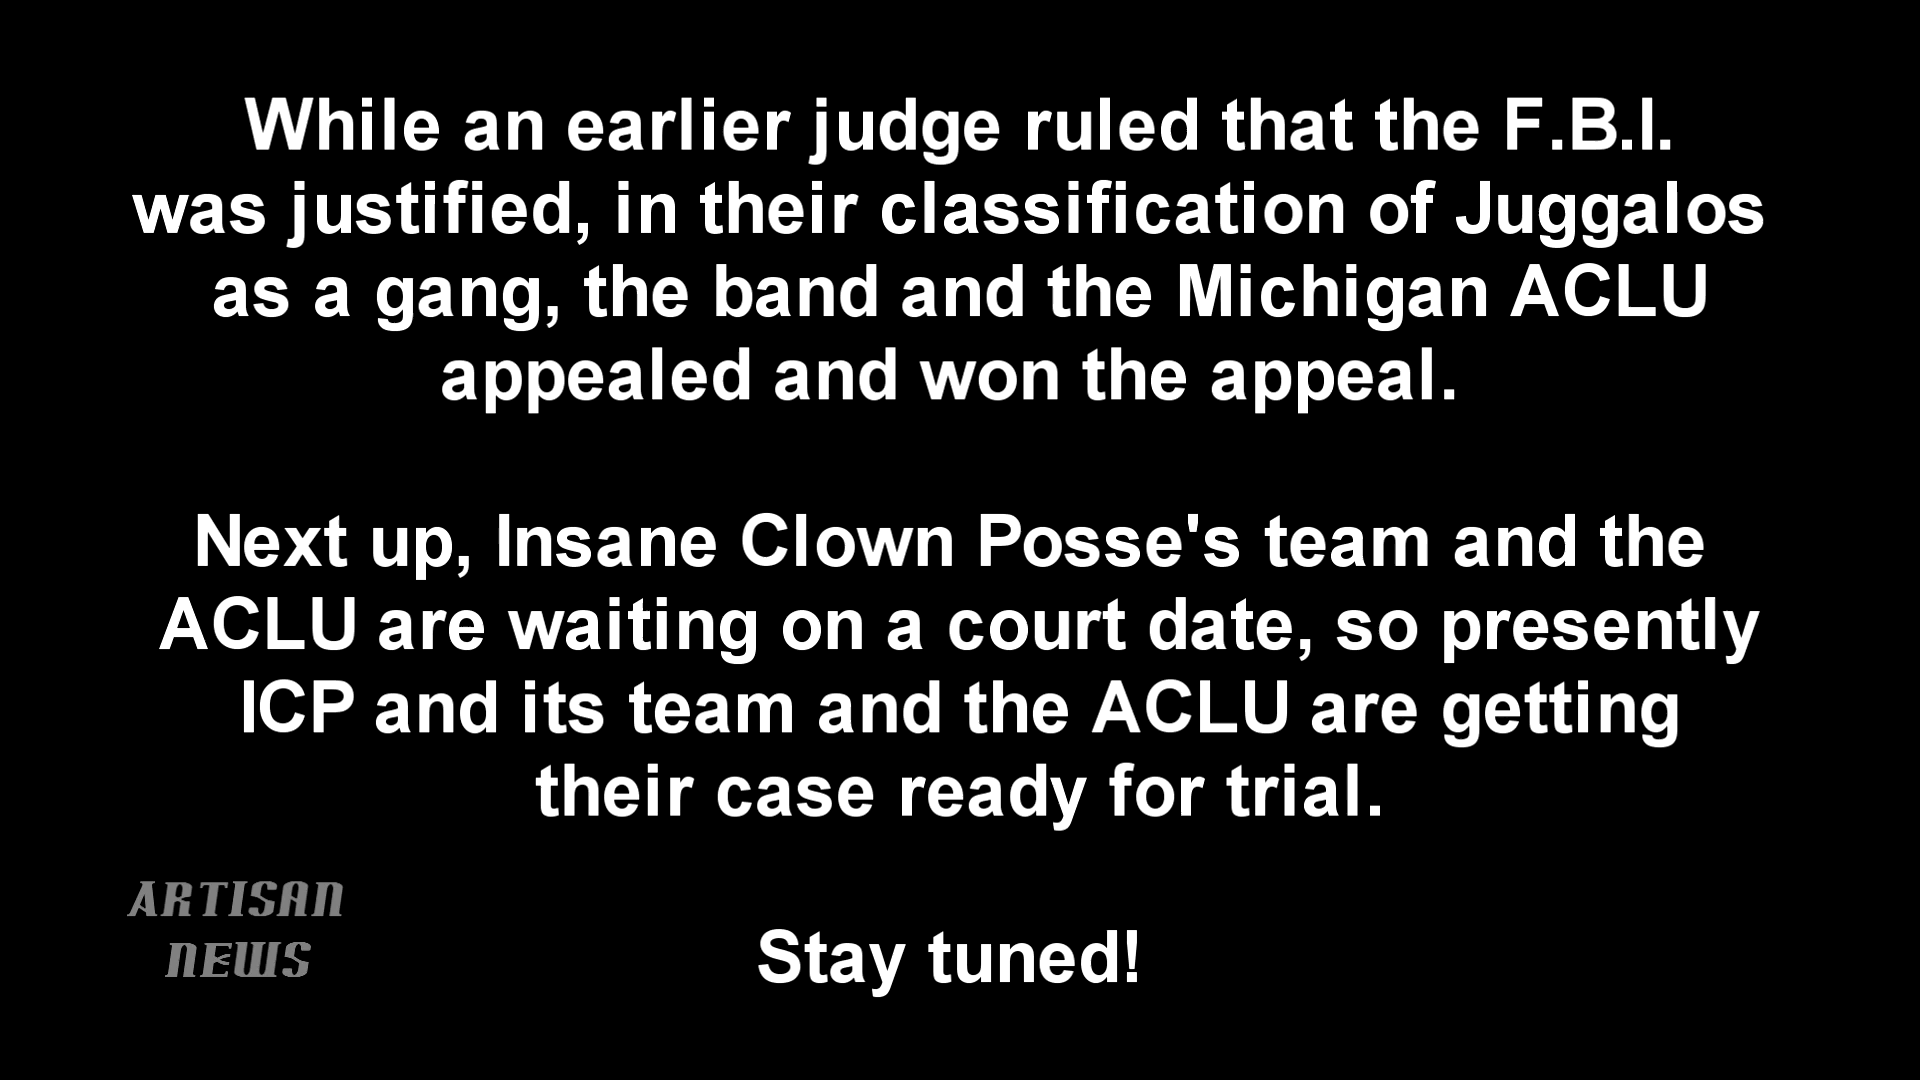 While an earlier judge ruled that the F.B.I.
was justified, in their classification of Juggalos
as a gang, the band and the Michigan ACLU
appealed and won the appeal.
Next up, Insane Clown Posse's team and the
ACLU are waiting on a court date, so presently
ICP and its team and the ACLU are getting
their case ready for trial.
ARTISAN
NEWS
Stay tuned!